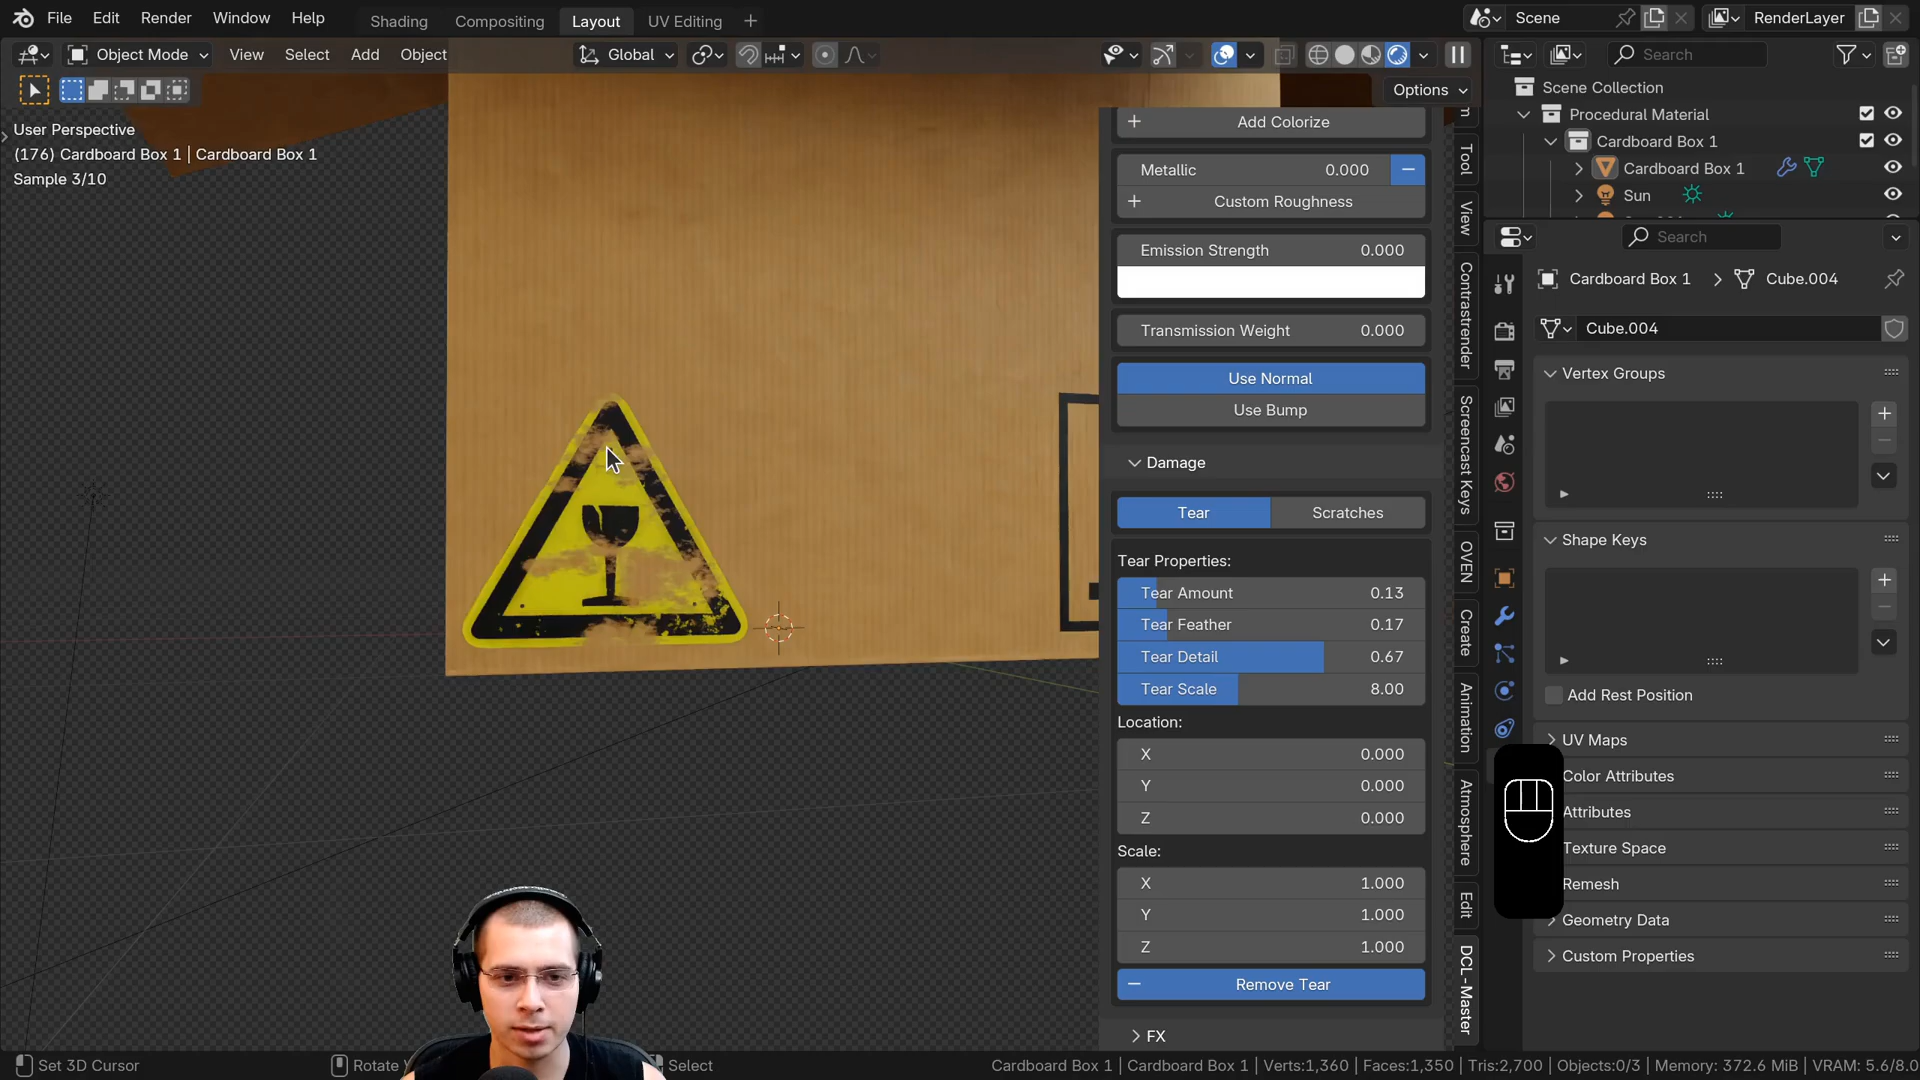 File Edit Render Window Help Shading Compositing Layout UV Editing Scene RenderLayer
Object Mode View Select Add Object Global Search
Options
User Perspective
(176) Cardboard Box 1 | Cardboard Box 1
Sample 3/10
Add Colorize
Metallic 0.000
Custom Roughness
Emission Strength 0.000
Transmission Weight 0.000
Use Normal
Use Bump
Damage
Tear Scratches
Tear Properties:
Tear Amount 0.13
Tear Feather 0.17
Tear Detail 0.67
Tear Scale 8.00
Location:
X 0.000
Y 0.000
Z 0.000
Scale:
X 1.000
Y 1.000
Z 1.000
Remove Tear
FX
Tool
View
Contrastrender
Screencast Keys
OVEN
Create
Animation
Atmosphere
Edit
DCL-Master
Scene Collection
Procedural Material
Cardboard Box 1
Cardboard Box 1
Sun
Search
Cardboard Box 1 Cube.004
Cube.004
Vertex Groups
Shape Keys
Add Rest Position
UV Maps
Color Attributes
Attributes
Texture Space
Remesh
Geometry Data
Custom Properties
Set 3D Cursor Rotate Select Cardboard Box 1 | Cardboard Box 1 | Verts:1,360 | Faces:1,350 | Tris:2,700 | Objects:0/3 | Memory: 372.6 MiB | VRAM: 5.6/8.0